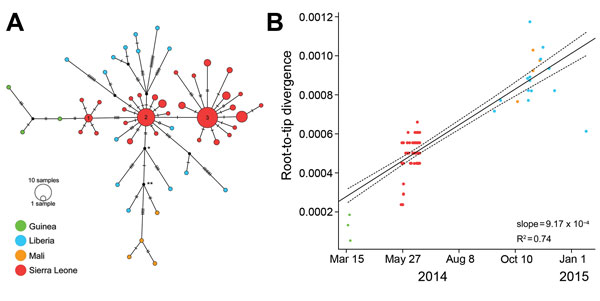 A
1
2
3
*
**
10 samples
1 sample
Guinea
Liberia
Mali
Sierra Leone
B
Root-to-tip divergence
0.0012
0.0010
0.0008
0.0006
0.0004
0.0002
slope = 9.17 x 10⁻⁴
R² = 0.74
Mar 15 May 27 Aug 8 Oct 10 Jan 1
2014 2015